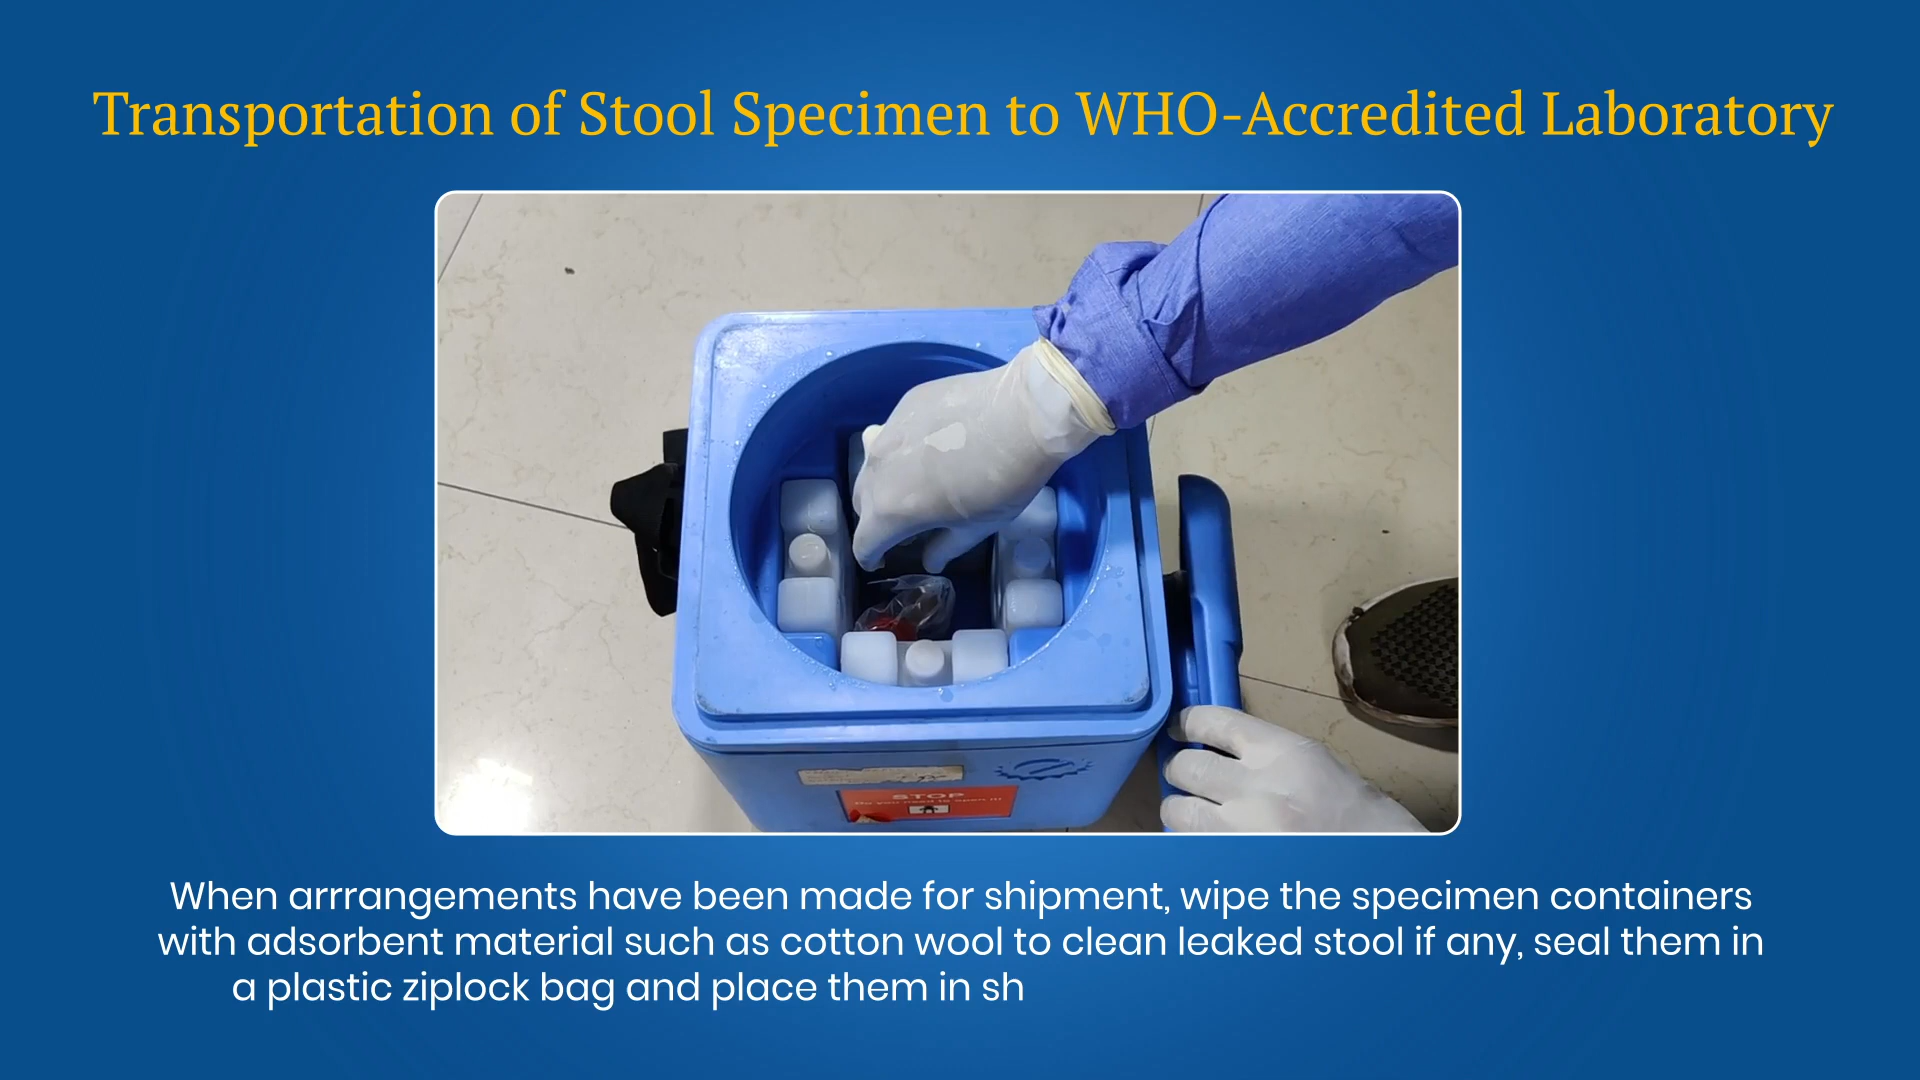 Transportation of Stool Specimen to WHO-Accredited Laboratory
STOP
When arrrangements have been made for shipment, wipe the specimen containers
with adsorbent material such as cotton wool to clean leaked stool if any, seal them in
a plastic ziplock bag and place them in sh